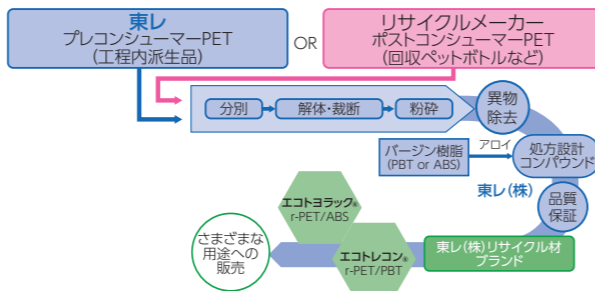 東レ
プレコンシューマーPET
(工程内派生品)
OR
リサイクルメーカー
ポストコンシューマーPET
(回収ペットボトルなど)
分別
解体・裁断
粉砕
異物
除去
バージン樹脂
(PBT or ABS)
アロイ
処方設計
コンパウンド
東レ(株)
品質
保証
エコトヨラック®
r-PET/ABS
エコトレコン®
r-PET/PBT
東レ(株)リサイクル材
ブランド
さまざまな
用途への
販売